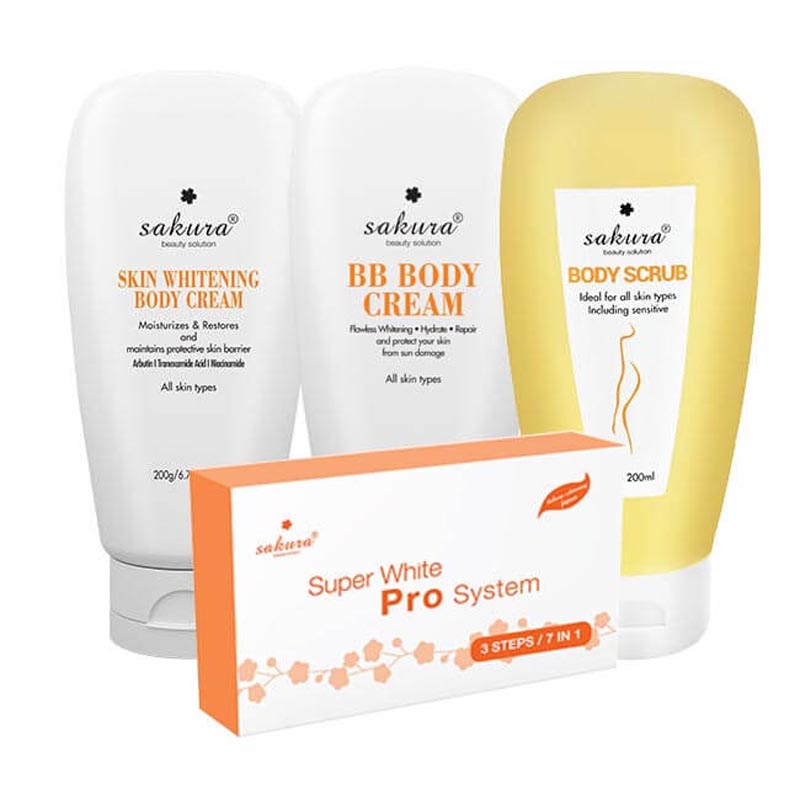 sakura®
beauty solution
SKIN WHITENING
BODY CREAM
Moisturizes & Restores
and
maintains protective skin barrier
Arbutin I Tranexamide Acid I Niacinamide
All skin types
200g/6.7
sakura®
beauty solution
BB BODY
CREAM
Flawless Whitening • Hydrate • Repair
and protect your skin
from sun damage
All skin types
sakura®
beauty solution
BODY SCRUB
Ideal for all skin types
Including sensitive
200ml
sakura®
Super White
Pro System
3 STEPS / 7 IN 1